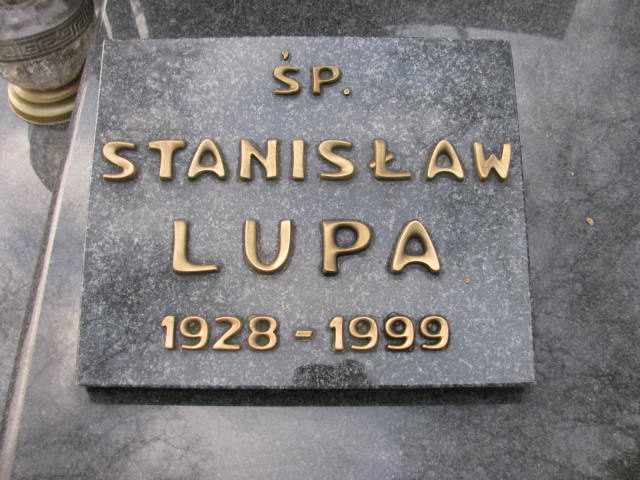 ŚP.
STANISŁAW
LUPA
1928-1999